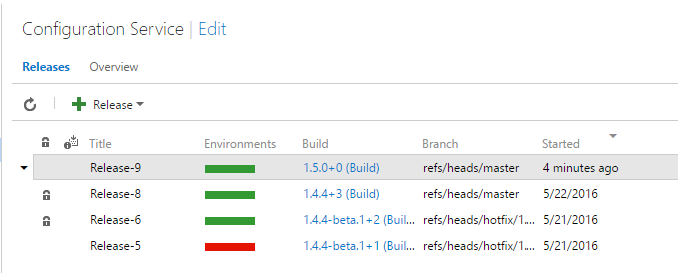 Configuration Service | Edit
Releases Overview
Release
Title Environments Build Branch Started
Release-9 1.5.0+0 (Build) refs/heads/master 4 minutes ago
Release-8 1.4.4+3 (Build) refs/heads/master 5/22/2016
Release-6 1.4.4-beta.1+2 (Buil... refs/heads/hotfix/1.... 5/21/2016
Release-5 1.4.4-beta.1+1 (Buil... refs/heads/hotfix/1.... 5/21/2016